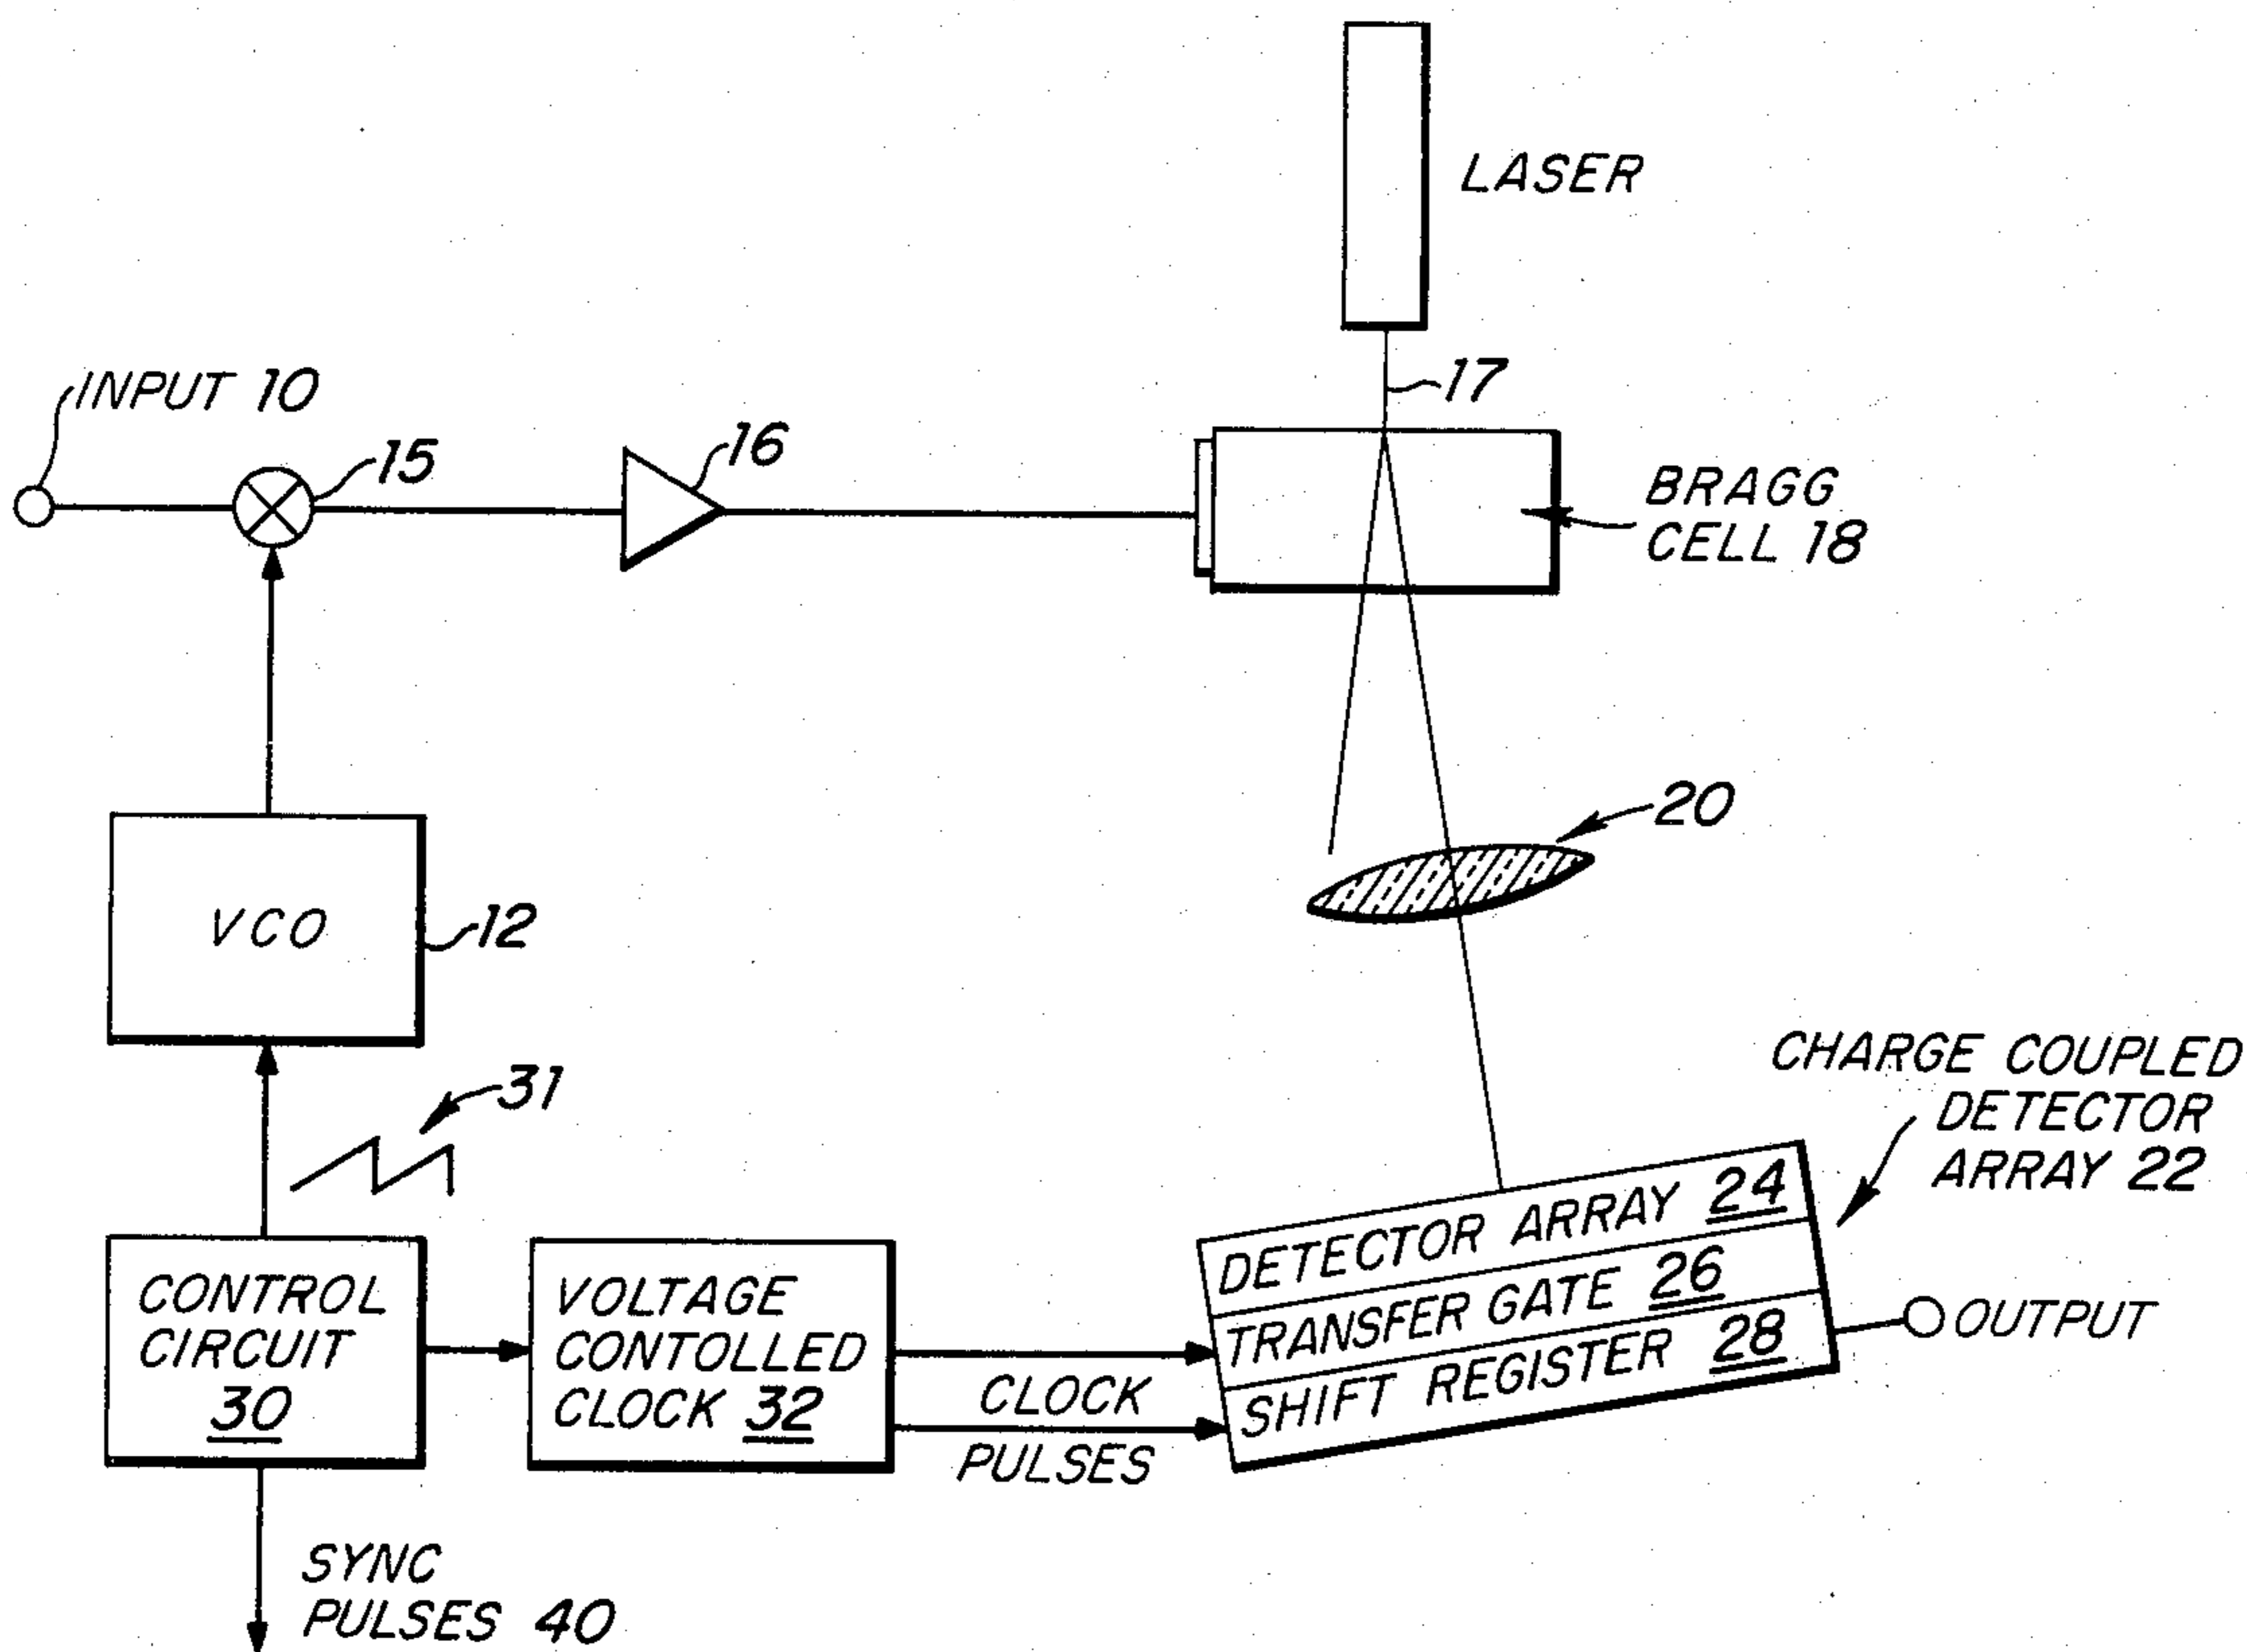 LASER
17
INPUT 10
15
16
BRAGG
CELL 18
VCO
12
20
31
CHARGE COUPLED
DETECTOR
ARRAY 22
CONTROL
CIRCUIT
30
VOLTAGE
CONTOLLED
CLOCK 32
CLOCK
PULSES
DETECTOR ARRAY 24
TRANSFER GATE 26
SHIFT REGISTER 28
OUTPUT
SYNC
PULSES 40